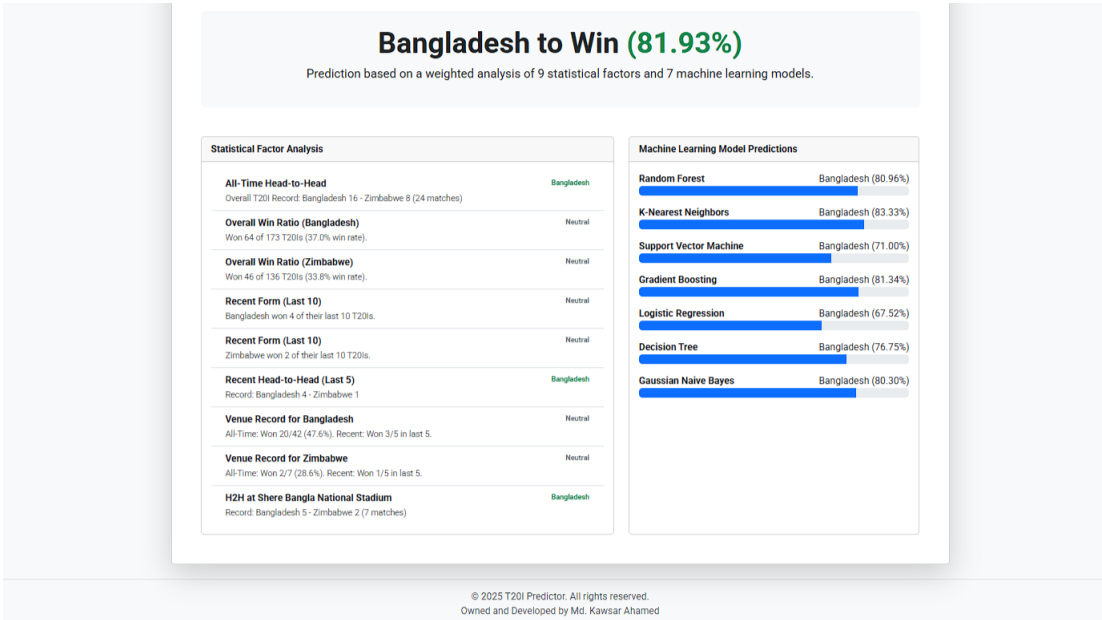 Bangladesh to Win (81.93%)
Prediction based on a weighted analysis of 9 statistical factors and 7 machine learning models.
Statistical Factor Analysis
All-Time Head-to-Head
Bangladesh
Overall T20I Record: Bangladesh 16 - Zimbabwe 8 (24 matches)
Overall Win Ratio (Bangladesh)
Neutral
Won 64 of 173 T20Is (37.0% win rate).
Overall Win Ratio (Zimbabwe)
Neutral
Won 46 of 136 T20Is (33.8% win rate).
Recent Form (Last 10)
Neutral
Bangladesh won 4 of their last 10 T20Is.
Recent Form (Last 10)
Neutral
Zimbabwe won 2 of their last 10 T20Is.
Recent Head-to-Head (Last 5)
Bangladesh
Record: Bangladesh 4 - Zimbabwe 1
Venue Record for Bangladesh
Neutral
All-Time: Won 20/42 (47.6%). Recent: Won 3/5 in last 5.
Venue Record for Zimbabwe
Neutral
All-Time: Won 2/7 (28.6%). Recent: Won 1/5 in last 5.
H2H at Shere Bangla National Stadium
Bangladesh
Record: Bangladesh 5 - Zimbabwe 2 (7 matches)
Machine Learning Model Predictions
Random Forest
Bangladesh (80.96%)
K-Nearest Neighbors
Bangladesh (83.33%)
Support Vector Machine
Bangladesh (71.00%)
Gradient Boosting
Bangladesh (81.34%)
Logistic Regression
Bangladesh (67.52%)
Decision Tree
Bangladesh (76.75%)
Gaussian Naive Bayes
Bangladesh (80.30%)
© 2025 T20I Predictor. All rights reserved.
Owned and Developed by Md. Kawsar Ahamed